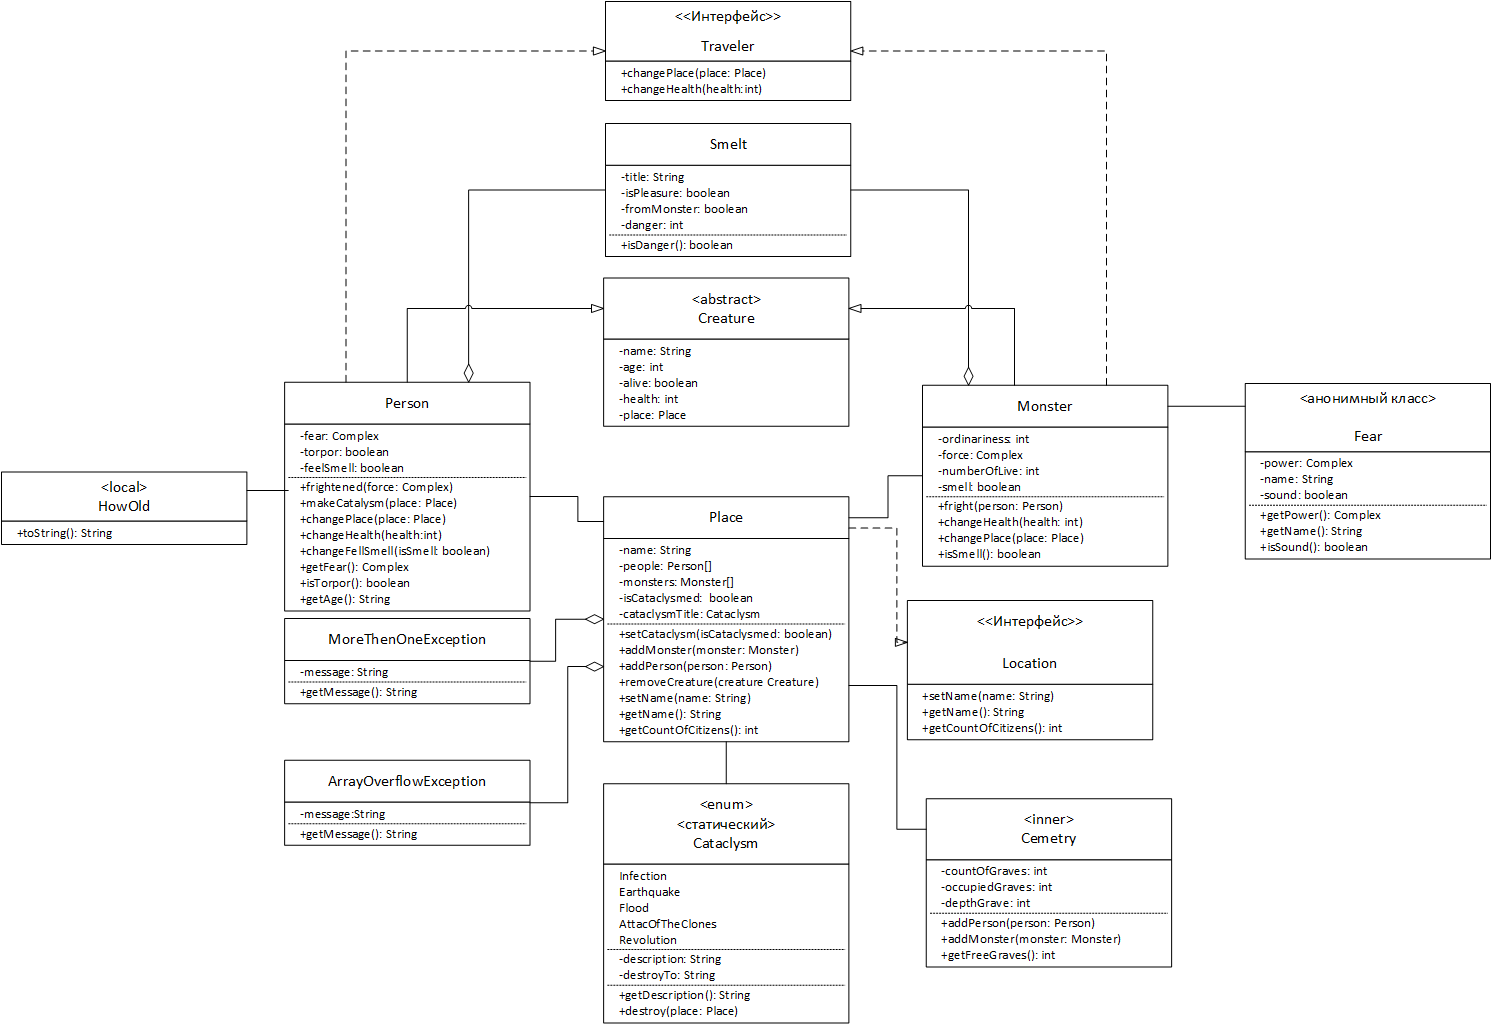 <<Интерфейс>>
Traveler
+changePlace(place: Place)
+changeHealth(health:int)
Smelt
-title: String
-isPleasure: boolean
-fromMonster: boolean
-danger: int
+isDanger(): boolean
<abstract>
Creature
-name: String
-age: int
-alive: boolean
-health: int
-place: Place
Person
-fear: Complex
-torpor: boolean
-feelSmell: boolean
+frightened(force: Complex)
+makeCatalysm(place: Place)
+changePlace(place: Place)
+changeHealth(health:int)
+changeFellSmell(isSmell: boolean)
+getFear(): Complex
+isTorpor(): boolean
+getAge(): String
Monster
-ordinariness: int
-force: Complex
-numberOfLive: int
-smell: boolean
+fright(person: Person)
+changeHealth(health: int)
+changePlace(place: Place)
+isSmell(): boolean
<анонимный класс>
Fear
-power: Complex
-name: String
-sound: boolean
+getPower(): Complex
+getName(): String
+isSound(): boolean
<local>
HowOld
+toString(): String
Place
-name: String
-people: Person[]
-monsters: Monster[]
-isCataclysmed:  boolean
-cataclysmTitle: Cataclysm
+setCataclysm(isCataclysmed: boolean)
+addMonster(monster: Monster)
+addPerson(person: Person)
+removeCreature(creature Creature)
+setName(name: String)
+getName(): String
+getCountOfCitizens(): int
MoreThenOneException
-message: String
+getMessage(): String
<<Интерфейс>>
Location
+setName(name: String)
+getName(): String
+getCountOfCitizens(): int
ArrayOverflowException
-message:String
+getMessage(): String
<enum>
<статический>
Cataclysm
Infection
Earthquake
Flood
AttacOfTheClones
Revolution
-description: String
-destroyTo: String
+getDescription(): String
+destroy(place: Place)
<inner>
Cemetry
-countOfGraves: int
-occupiedGraves: int
-depthGrave: int
+addPerson(person: Person)
+addMonster(monster: Monster)
+getFreeGraves(): int